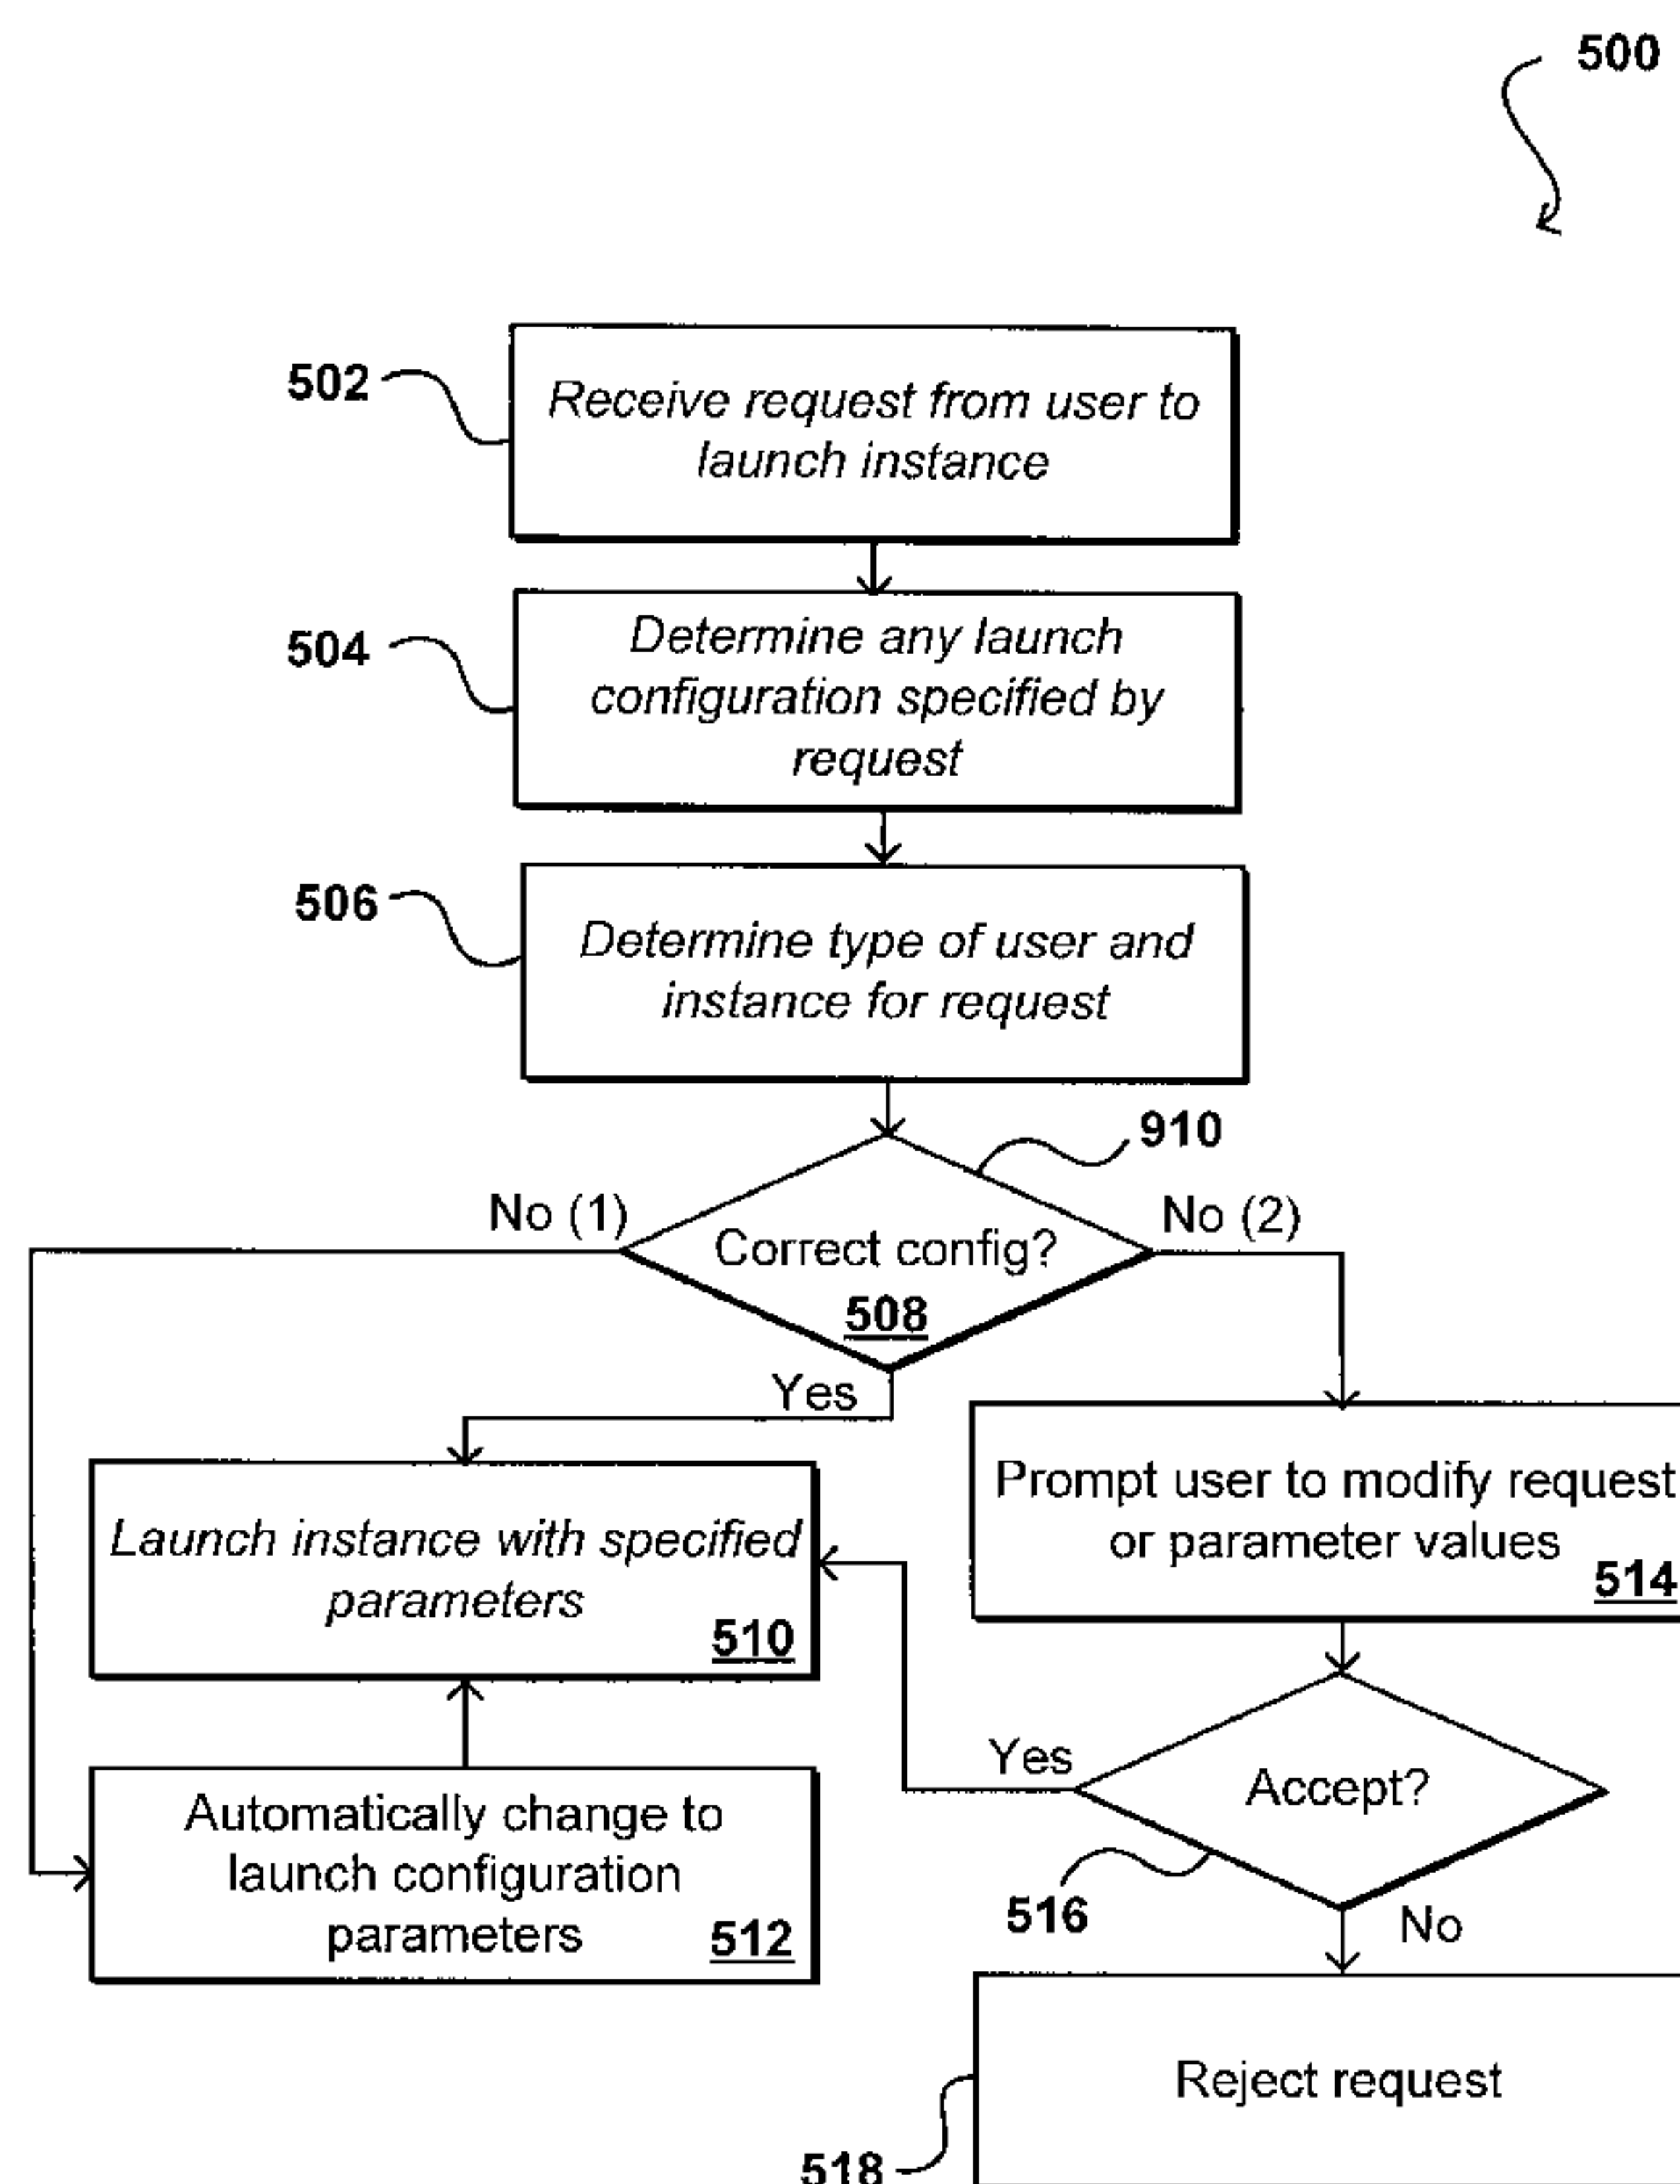 500
502
Receive request from user to
launch instance
504
Determine any launch
configuration specified by
request
506
Determine type of user and
instance for request
910
No (1)
No (2)
Correct config?
508
Yes
Launch instance with specified
parameters
510
Prompt user to modify request
or parameter values
514
Automatically change to
launch configuration
parameters
512
Yes
Accept?
516
No
Reject request
518